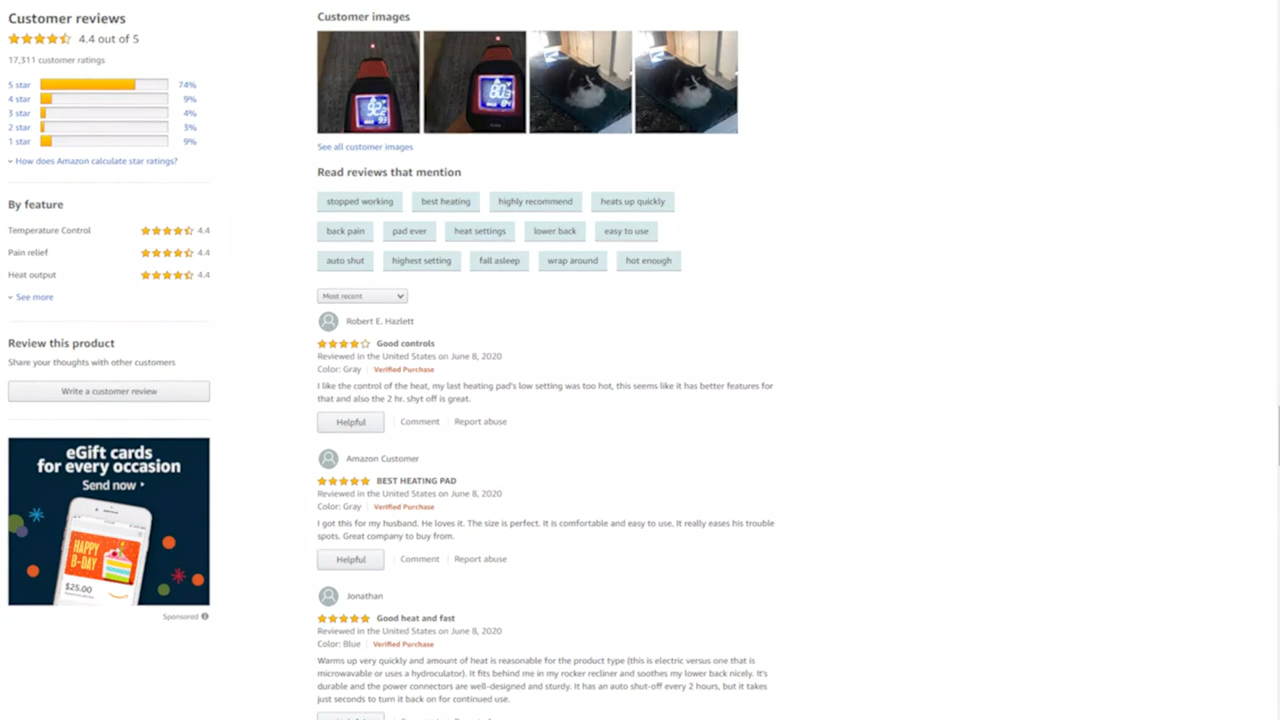 Customer reviews
4.4 out of 5
17,311 customer ratings
5 star 74%
4 star 9%
3 star 4%
2 star 3%
1 star 9%
How does Amazon calculate star ratings?
By feature
Temperature Control 4.4
Pain relief 4.4
Heat output 4.4
See more
Review this product
Share your thoughts with other customers
Write a customer review
eGift cards
for every occasion
Send now
HAPPY
B-DAY
$25.00
Sponsored
Customer images
92.2
MAX 93
80.3
MAX 84
See all customer images
Read reviews that mention
stopped working best heating highly recommend heats up quickly
back pain pad ever heat settings lower back easy to use
auto shut highest setting fall asleep wrap around hot enough
Most recent
Robert E. Hazlett
Good controls
Reviewed in the United States on June 8, 2020
Color: Gray Verified Purchase
I like the control of the heat, my last heating pad's low setting was too hot, this seems like it has better features for
that and also the 2 hr. shyt off is great.
Helpful Comment Report abuse
Amazon Customer
BEST HEATING PAD
Reviewed in the United States on June 8, 2020
Color: Gray Verified Purchase
I got this for my husband. He loves it. The size is perfect. It is comfortable and easy to use. It really eases his trouble
spots. Great company to buy from.
Helpful Comment Report abuse
Jonathan
Good heat and fast
Reviewed in the United States on June 8, 2020
Color: Blue Verified Purchase
Warms up very quickly and amount of heat is reasonable for the product type (this is electric versus one that is
microwavable or uses a hydroculator). It fits behind me in my rocker recliner and soothes my lower back nicely. It's
durable and the power connectors are well-designed and sturdy. It has an auto shut-off every 2 hours, but it takes
just seconds to turn it back on for continued use.